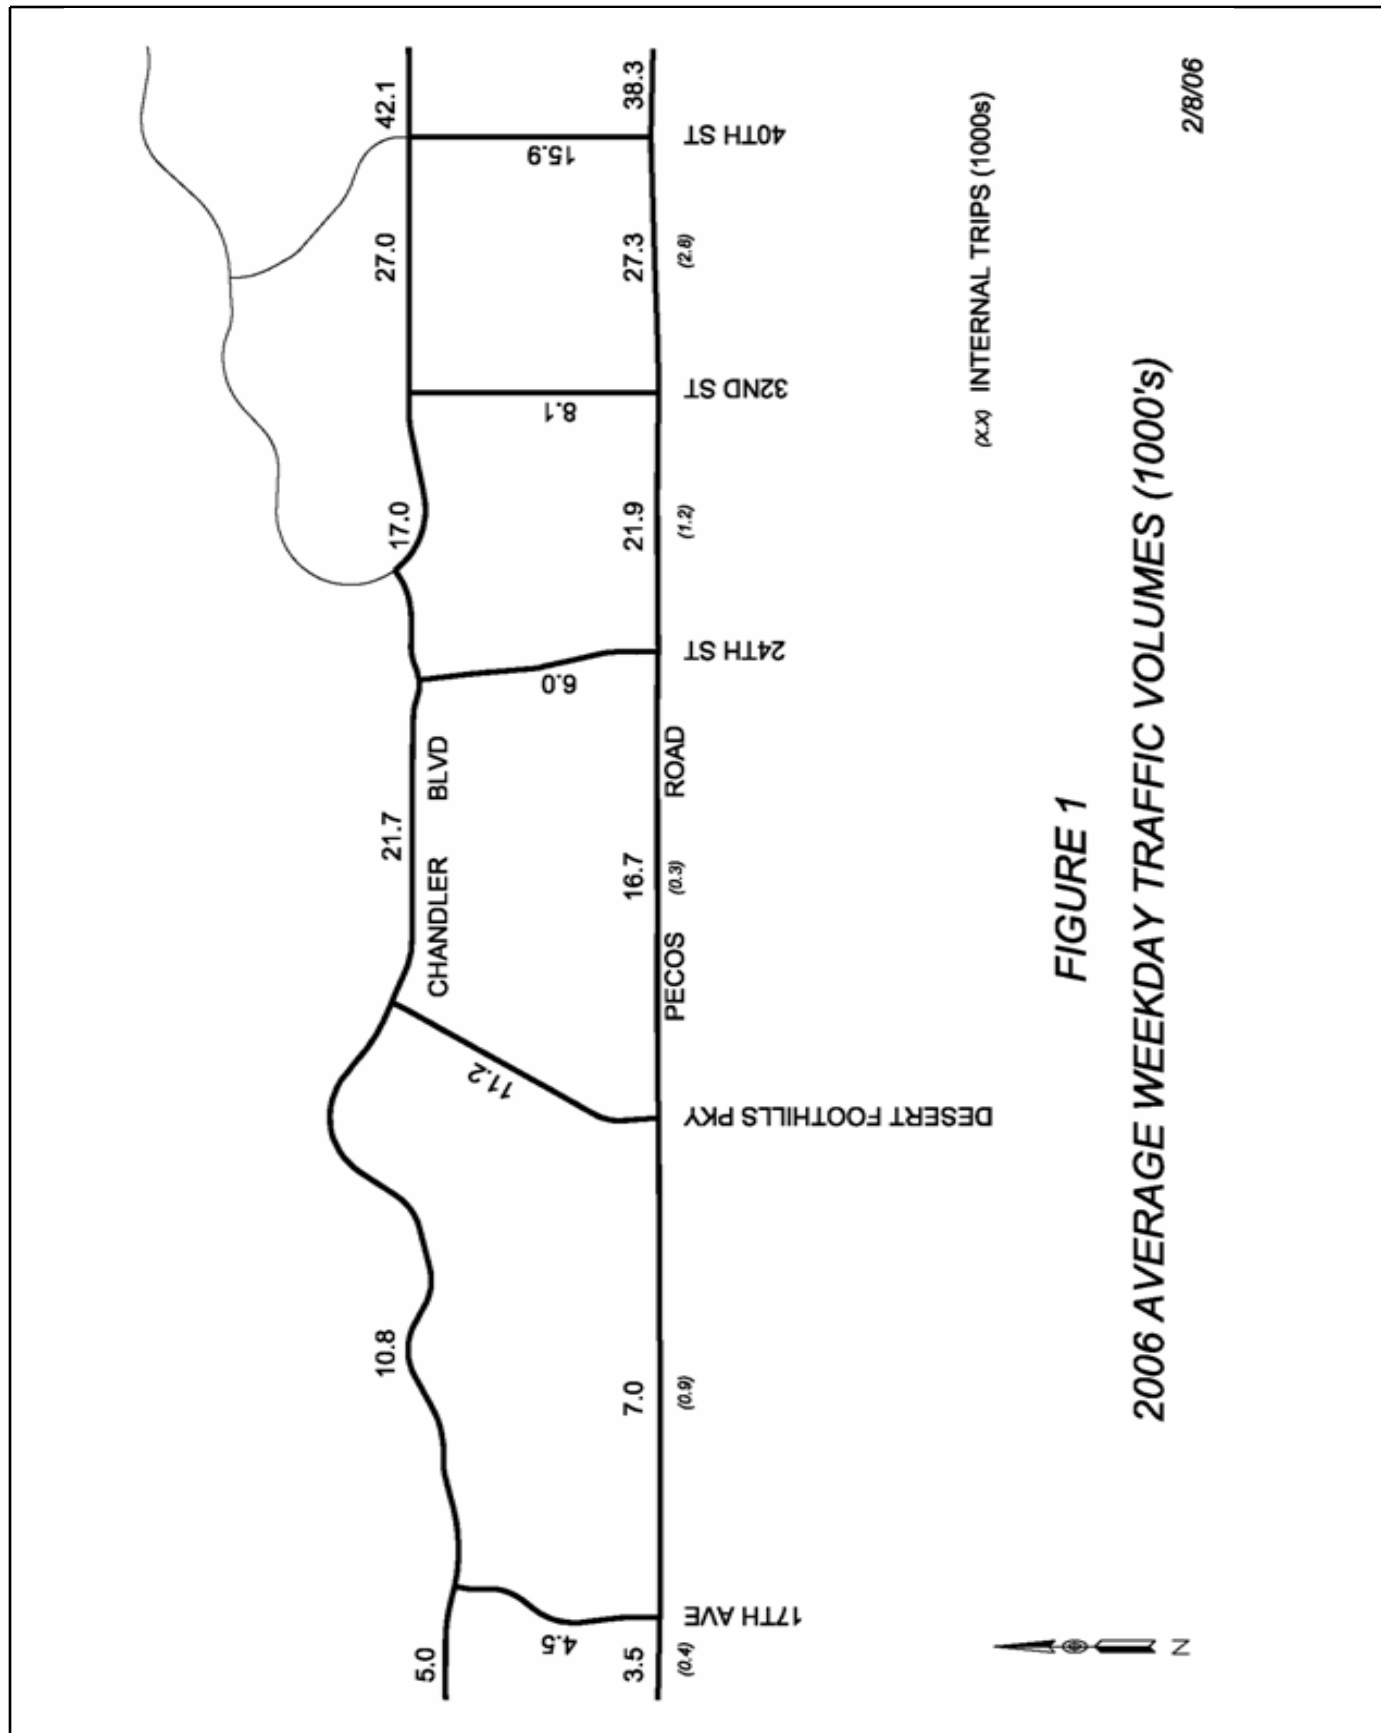 42.1
27.0
17.0
21.7
10.8
5.0
CHANDLER BLVD
15.9
8.1
6.0
11.2
4.5
38.3
27.3
21.9
16.7
7.0
3.5
PECOS ROAD
(2.8)
(1.2)
(0.3)
(0.9)
(0.4)
40TH ST
32ND ST
24TH ST
DESERT FOOTHILLS PKY
17TH AVE
(X.X) INTERNAL TRIPS (1000s)
N
FIGURE 1
2006 AVERAGE WEEKDAY TRAFFIC VOLUMES (1000's)
2/8/06